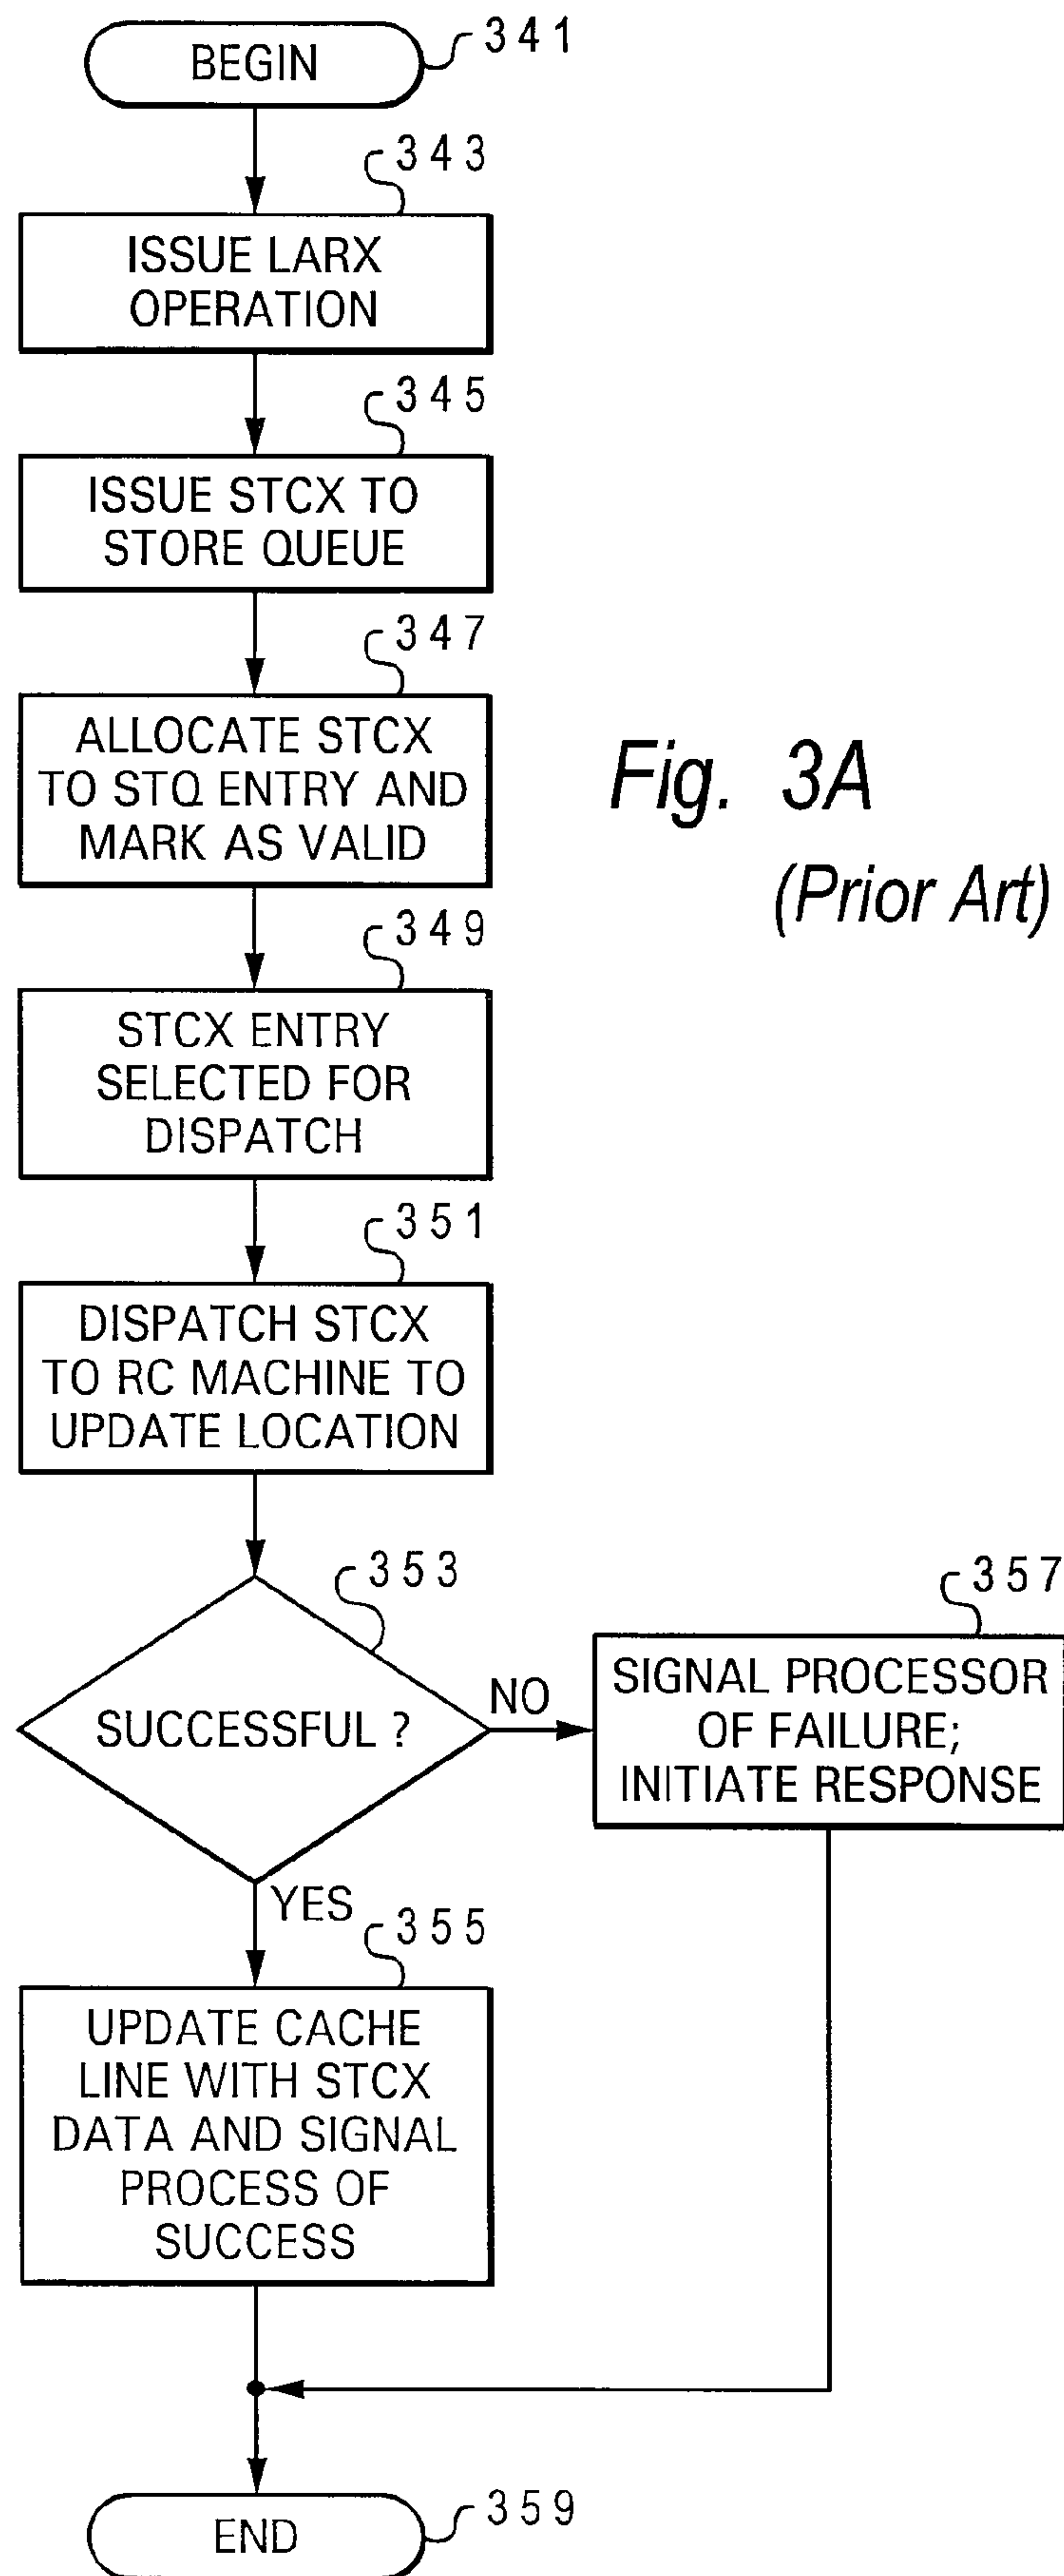 BEGIN
341
343
ISSUE LARX
OPERATION
345
ISSUE STCX TO
STORE QUEUE
347
ALLOCATE STCX
TO STQ ENTRY AND
MARK AS VALID
Fig. 3A
(Prior Art)
349
STCX ENTRY
SELECTED FOR
DISPATCH
351
DISPATCH STCX
TO RC MACHINE TO
UPDATE LOCATION
353
SUCCESSFUL ?
NO
357
SIGNAL PROCESSOR
OF FAILURE;
INITIATE RESPONSE
YES
355
UPDATE CACHE
LINE WITH STCX
DATA AND SIGNAL
PROCESS OF
SUCCESS
END
359